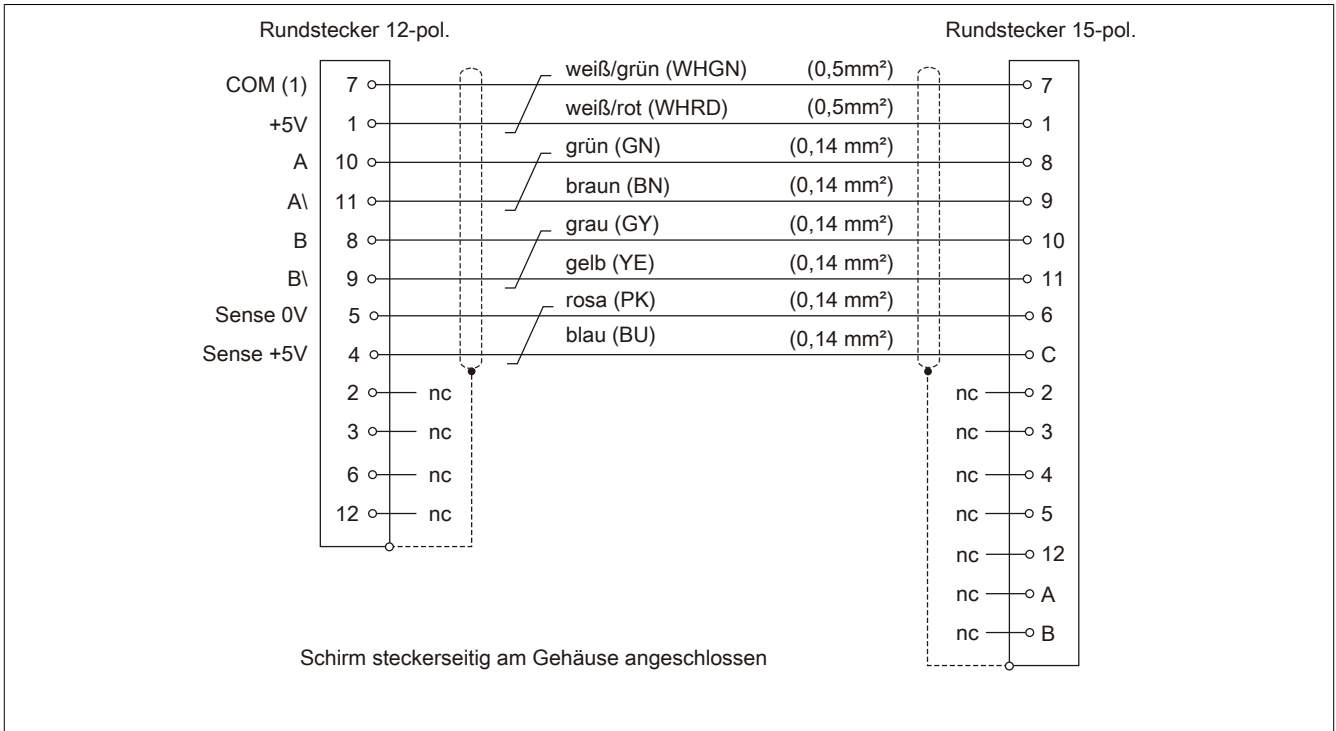 Rundstecker 12-pol. Rundstecker 15-pol.
COM (1) 7 weiß/grün (WHGN) (0,5mm²) 7
+5V 1 weiß/rot (WHRD) (0,5mm²) 1
A 10 grün (GN) (0,14 mm²) 8
A\ 11 braun (BN) (0,14 mm²) 9
B 8 grau (GY) (0,14 mm²) 10
B\ 9 gelb (YE) (0,14 mm²) 11
Sense 0V 5 rosa (PK) (0,14 mm²) 6
Sense +5V 4 blau (BU) (0,14 mm²) C
2 nc nc 2
3 nc nc 3
6 nc nc 4
12 nc nc 5
nc 12
nc A
nc B
Schirm steckerseitig am Gehäuse angeschlossen